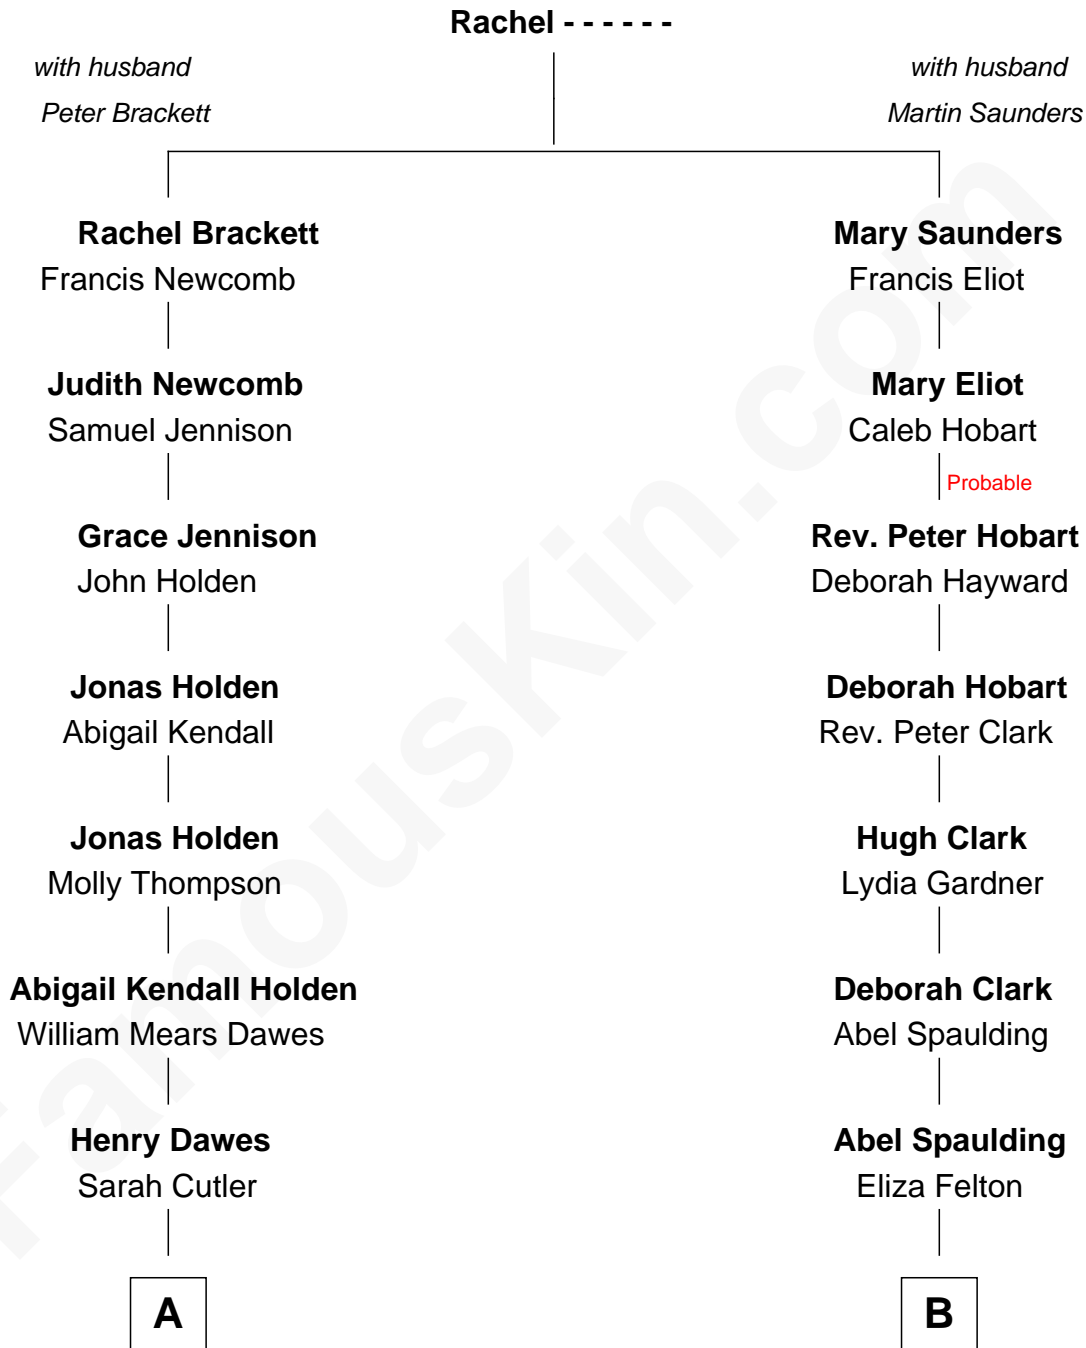 Rachel - - - - - -
with husband
Peter Brackett
with husband
Martin Saunders
Rachel Brackett
Francis Newcomb
Mary Saunders
Francis Eliot
Judith Newcomb
Samuel Jennison
Mary Eliot
Caleb Hobart
Probable
Grace Jennison
John Holden
Rev. Peter Hobart
Deborah Hayward
Jonas Holden
Abigail Kendall
Deborah Hobart
Rev. Peter Clark
Jonas Holden
Molly Thompson
Hugh Clark
Lydia Gardner
Abigail Kendall Holden
William Mears Dawes
Deborah Clark
Abel Spaulding
Henry Dawes
Sarah Cutler
Abel Spaulding
Eliza Felton
A
B
FamousKin.com